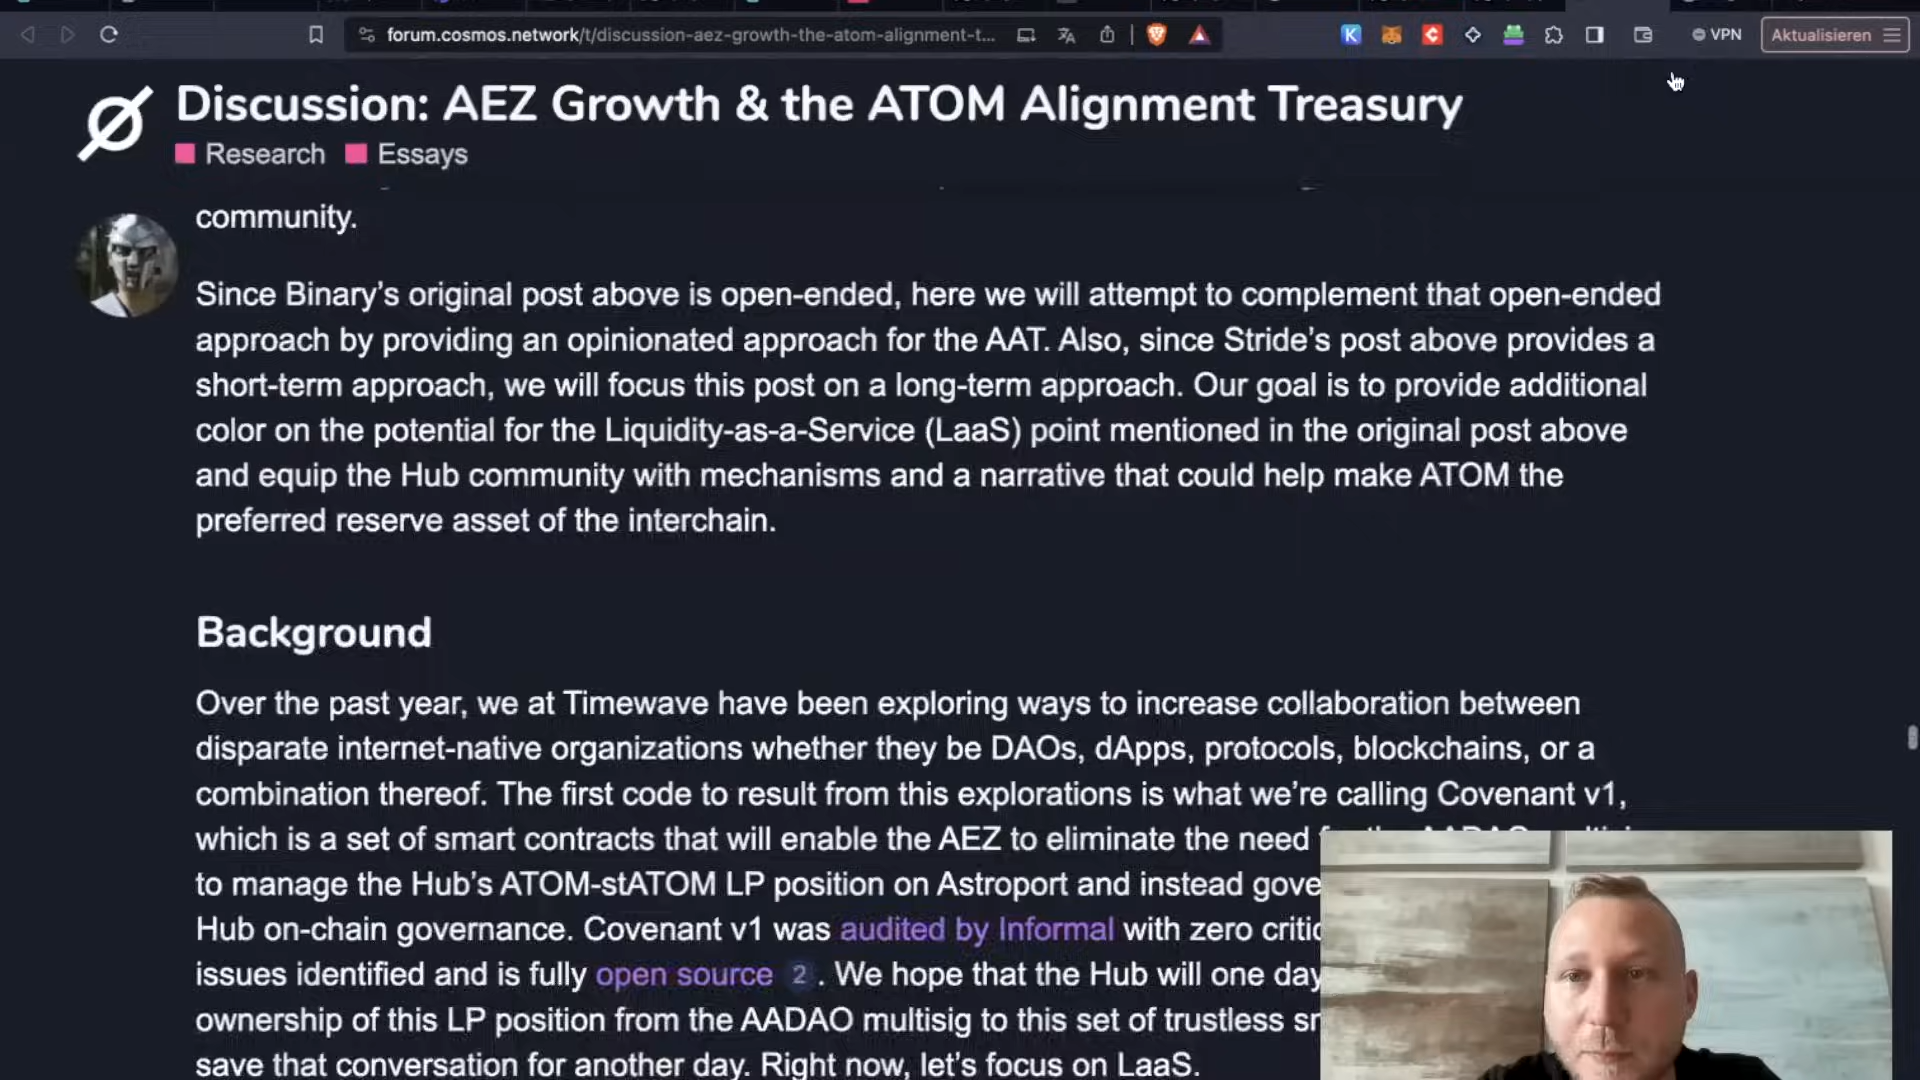 forum.cosmos.network/t/discussion-aez-growth-the-atom-alignment-t...
VPN
Aktualisieren
Discussion: AEZ Growth & the ATOM Alignment Treasury
Research Essays
community.
Since Binary's original post above is open-ended, here we will attempt to complement that open-ended
approach by providing an opinionated approach for the AAT. Also, since Stride's post above provides a
short-term approach, we will focus this post on a long-term approach. Our goal is to provide additional
color on the potential for the Liquidity-as-a-Service (LaaS) point mentioned in the original post above
and equip the Hub community with mechanisms and a narrative that could help make ATOM the
preferred reserve asset of the interchain.
Background
Over the past year, we at Timewave have been exploring ways to increase collaboration between
disparate internet-native organizations whether they be DAOs, dApps, protocols, blockchains, or a
combination thereof. The first code to result from this explorations is what we're calling Covenant v1,
which is a set of smart contracts that will enable the AEZ to eliminate the need
to manage the Hub's ATOM-stATOM LP position on Astroport and instead gove
Hub on-chain governance. Covenant v1 was audited by Informal with zero critic
issues identified and is fully open source 2 . We hope that the Hub will one day
ownership of this LP position from the AADAO multisig to this set of trustless sr
save that conversation for another day. Right now, let's focus on LaaS.